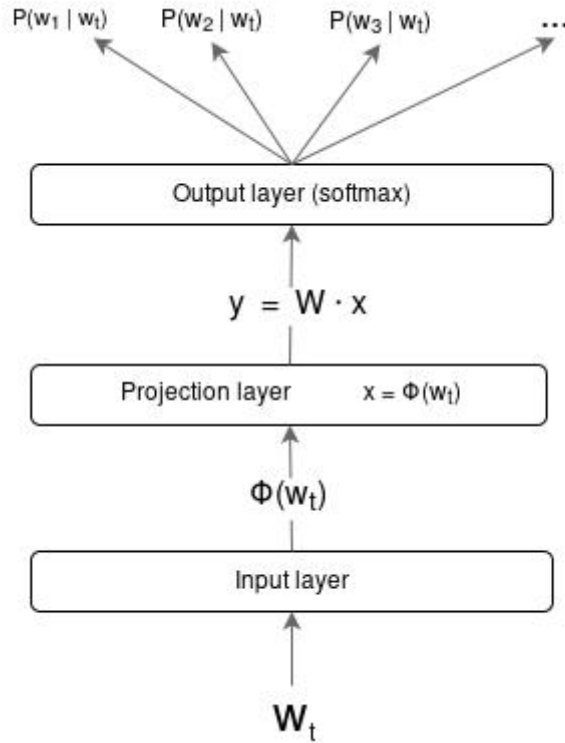 P(w₁ | wₜ) P(w₂ | wₜ) P(w₃ | wₜ) ...
Output layer (softmax)
y = W · x
Projection layer x = Φ(wₜ)
Φ(wₜ)
Input layer
wₜ